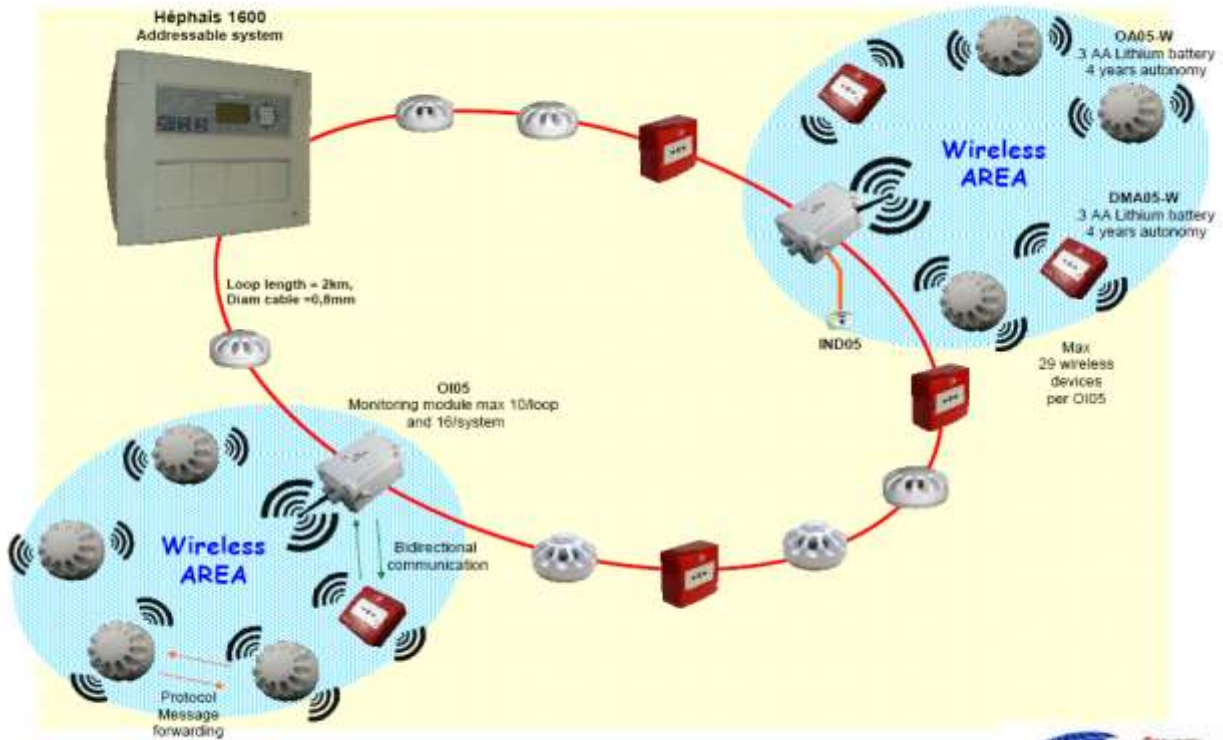 Héphais 1600
Addressable system
OA05-W
3 AA Lithium battery
4 years autonomy
Wireless
AREA
DMA05-W
3 AA Lithium battery
4 years autonomy
Loop length = 2km,
Diam cable =0,8mm
IND05
Max
29 wireless
devices
per OI05
OI05
Monitoring module max 10/loop
and 16/system
Wireless
AREA
Bidirectional
communication
Protocol
Message
forwarding